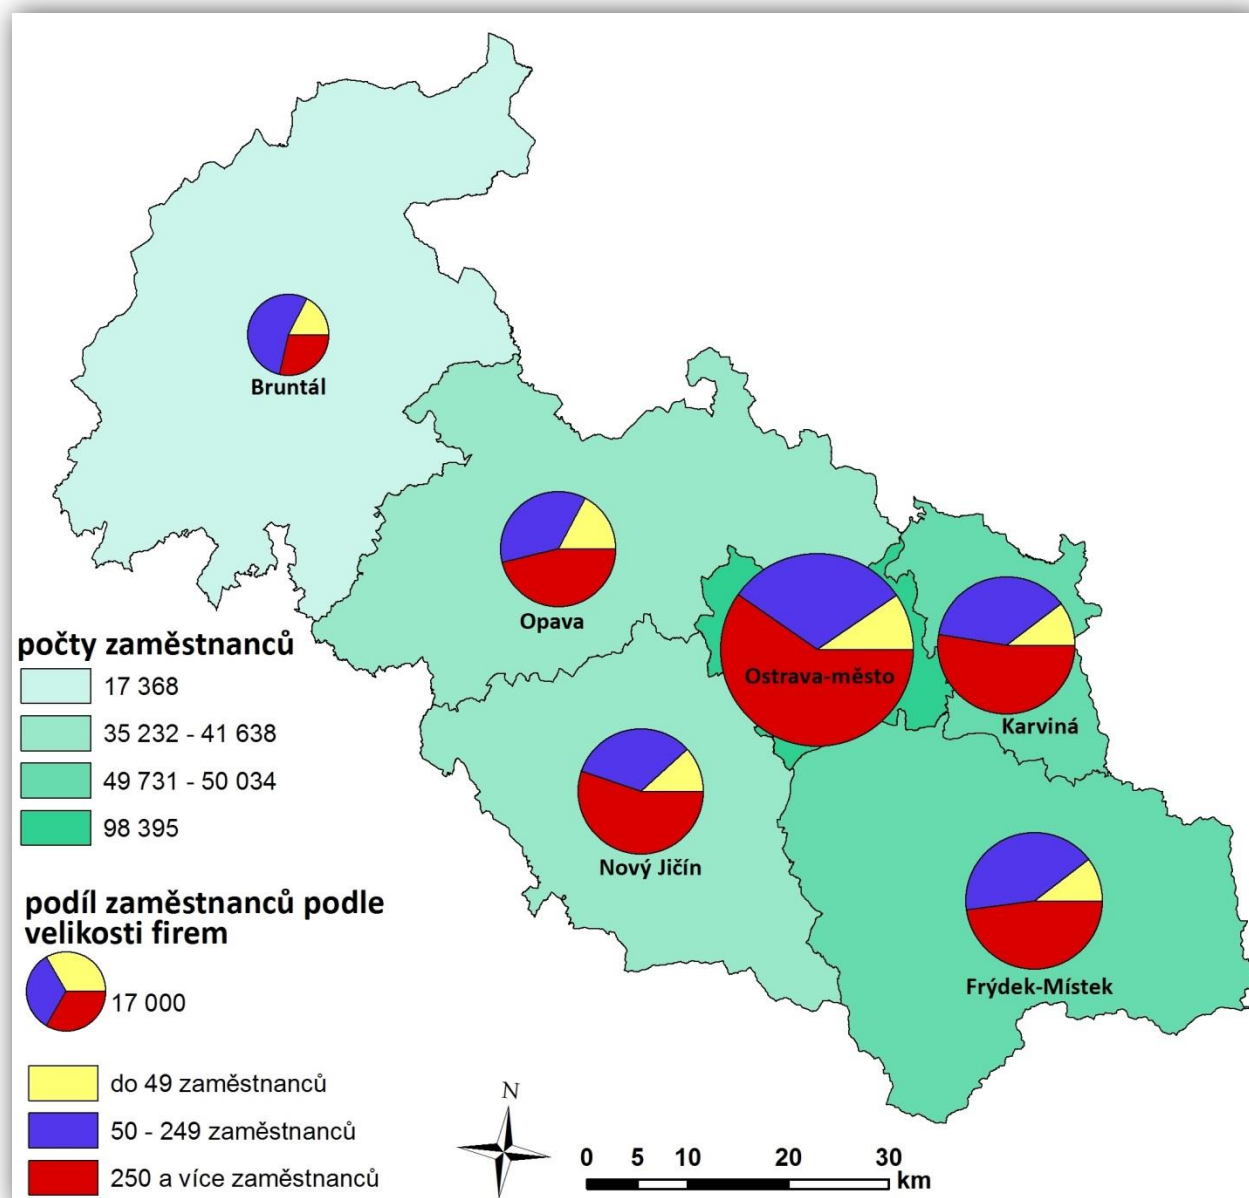 Bruntál
Opava
Ostrava-město
Karviná
Nový Jičín
Frýdek-Místek
počty zaměstnanců
17 368
35 232 - 41 638
49 731 - 50 034
98 395
podíl zaměstnanců podle
velikosti firem
17 000
do 49 zaměstnanců
50 - 249 zaměstnanců
250 a více zaměstnanců
N
0 5 10 20 30
km